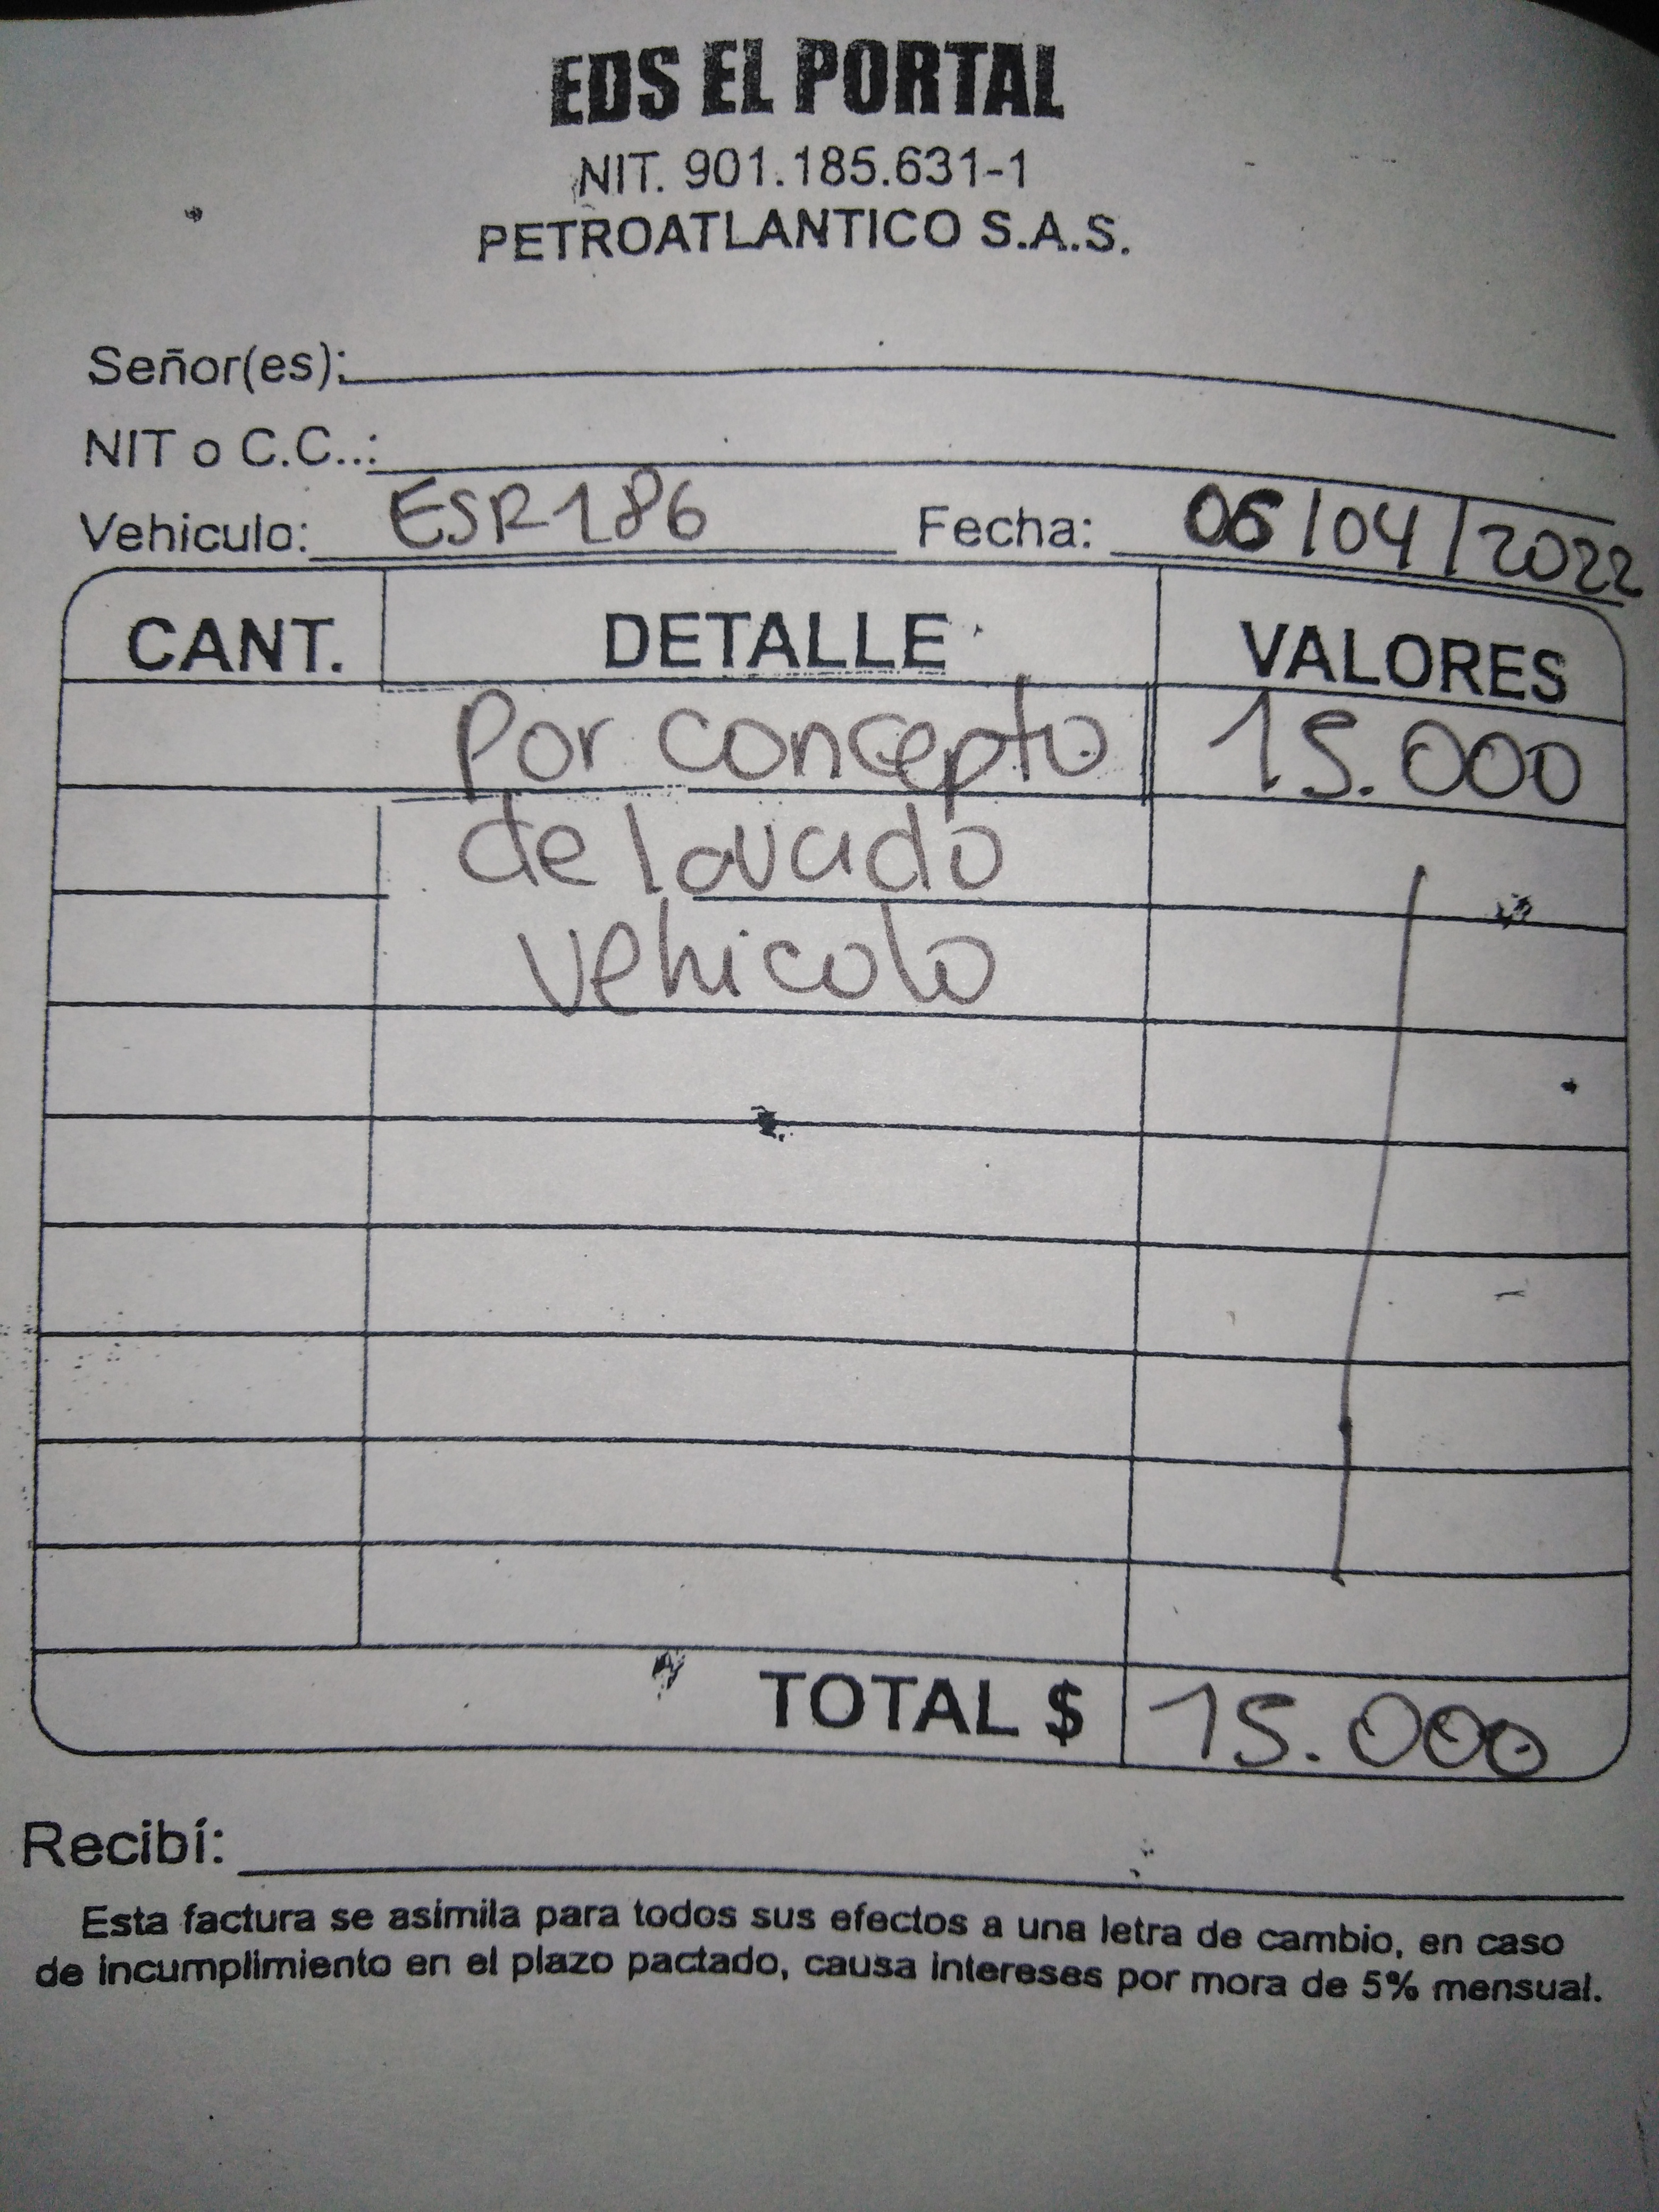 EDS EL PORTAL
NIT. 901.185.631-1
PETROATLANTICO S.A.S.
Señor(es):
NIT o C.C..:
Vehiculo: ESR186 Fecha: 06/04/2022
CANT. DETALLE VALORES
Por concepto 15.000
de lavado
vehicolo
TOTAL $ 15.000
Recibí:
Esta factura se asimila para todos sus efectos a una letra de cambio, en caso
de incumplimiento en el plazo pactado, causa intereses por mora de 5% mensual.